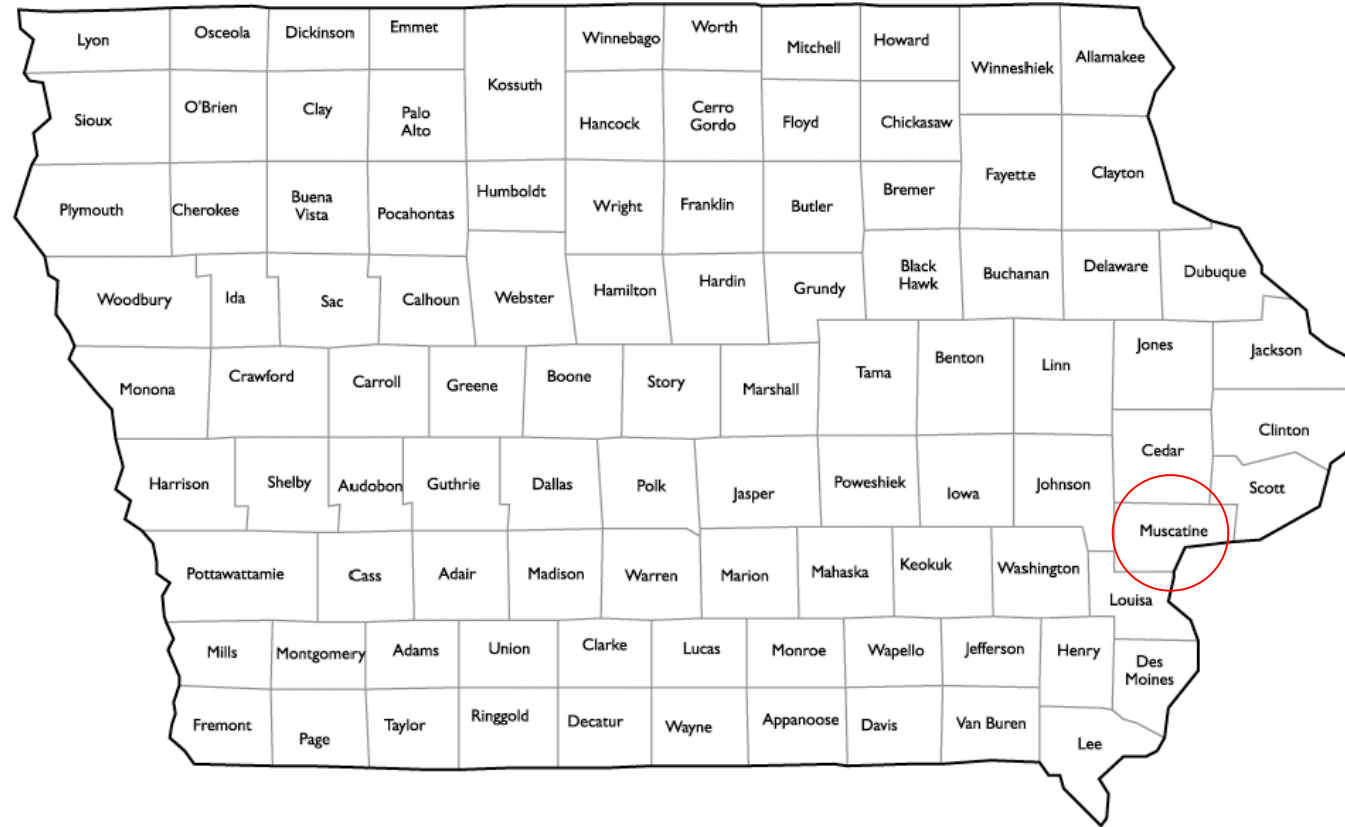 Lyon
Osceola
Dickinson
Emmet
Kossuth
Winnebago
Worth
Mitchell
Howard
Winneshiek
Allamakee
Sioux
O'Brien
Clay
Palo
Alto
Hancock
Cerro
Gordo
Floyd
Chickasaw
Fayette
Clayton
Plymouth
Cherokee
Buena
Vista
Pocahontas
Humboldt
Wright
Franklin
Butler
Bremer
Woodbury
Ida
Sac
Calhoun
Webster
Hamilton
Hardin
Grundy
Black
Hawk
Buchanan
Delaware
Dubuque
Monona
Crawford
Carroll
Greene
Boone
Story
Marshall
Tama
Benton
Linn
Jones
Jackson
Harrison
Shelby
Audobon
Guthrie
Dallas
Polk
Jasper
Poweshiek
Iowa
Johnson
Cedar
Clinton
Scott
Pottawattamie
Cass
Adair
Madison
Warren
Marion
Mahaska
Keokuk
Washington
Muscatine
Louisa
Mills
Montgomery
Adams
Union
Clarke
Lucas
Monroe
Wapello
Jefferson
Henry
Des
Moines
Fremont
Page
Taylor
Ringgold
Decatur
Wayne
Appanoose
Davis
Van Buren
Lee